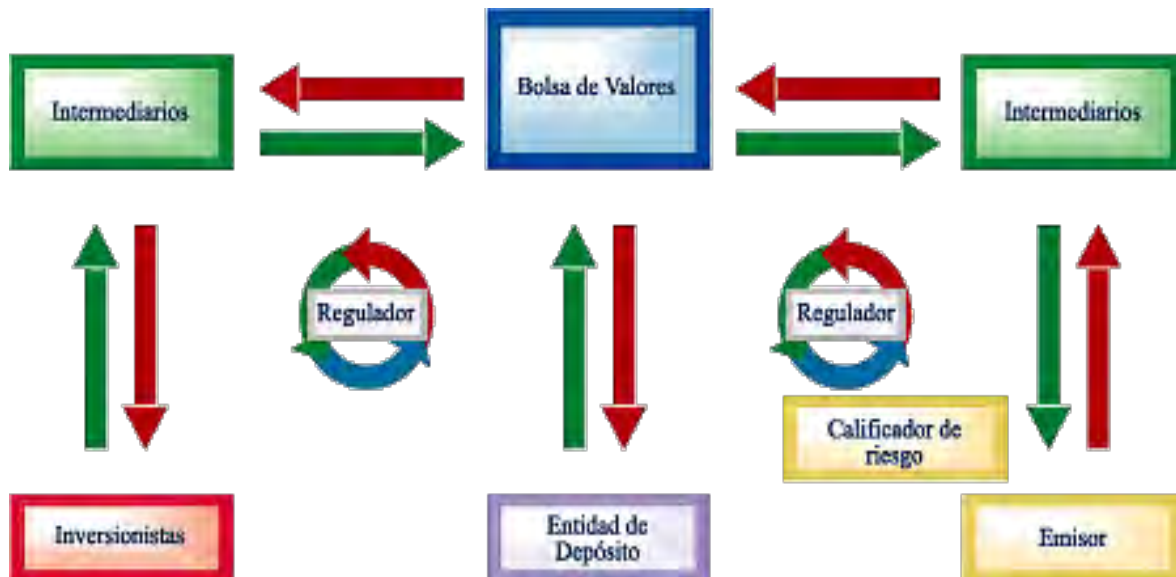 Bolsa de Valores
Intermediarios
Intermediarios
Regulador
Regulador
Calificador de
riesgo
Inversionistas
Entidad de
Depósito
Emisor